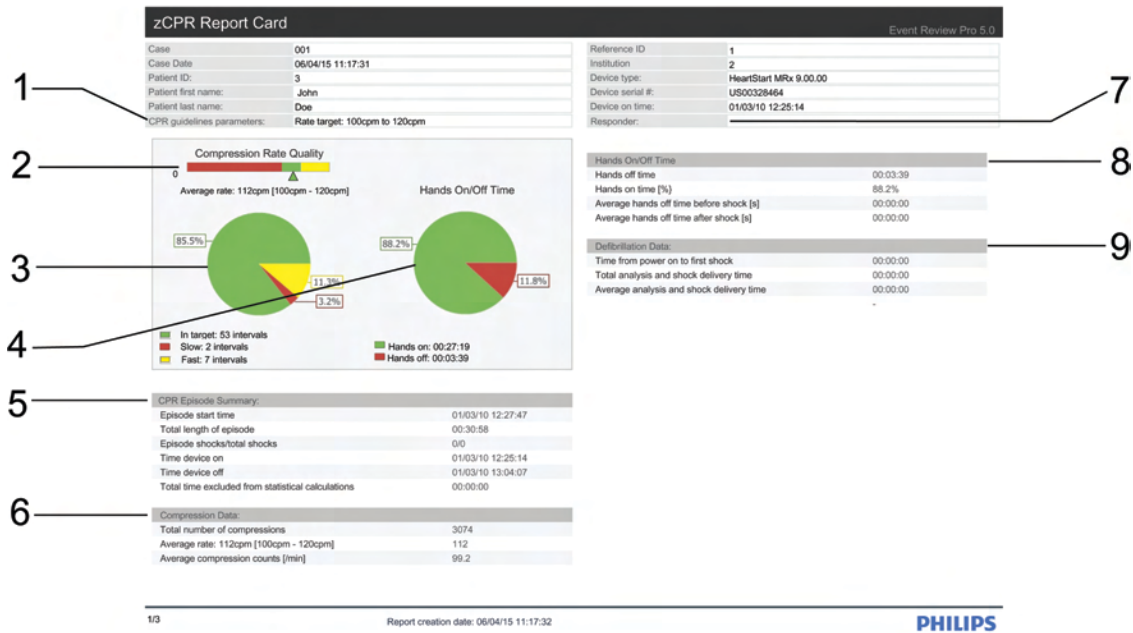 zCPR Report Card
Event Review Pro 5.0
Case 001
Case Date 06/04/15 11:17:31
Patient ID: 3
Patient first name: John
Patient last name: Doe
CPR guidelines parameters: Rate target: 100cpm to 120cpm
Reference ID 1
Institution 2
Device type: HeartStart MRx 9.00.00
Device serial #: US00328464
Device on time: 01/03/10 12:25:14
Responder:
1
2
3
4
5
6
7
8
9
Compression Rate Quality
0
Average rate: 112cpm [100cpm - 120cpm]
85.5%
11.3%
3.2%
In target: 53 intervals
Slow: 2 intervals
Fast: 7 intervals
Hands On/Off Time
88.2%
11.8%
Hands on: 00:27:19
Hands off: 00:03:39
CPR Episode Summary:
Episode start time 01/03/10 12:27:47
Total length of episode 00:30:58
Episode shocks/total shocks 0/0
Time device on 01/03/10 12:25:14
Time device off 01/03/10 13:04:07
Total time excluded from statistical calculations 00:00:00
Compression Data:
Total number of compressions 3074
Average rate: 112cpm [100cpm - 120cpm] 112
Average compression counts [/min] 99.2
Hands On/Off Time
Hands off time 00:03:39
Hands on time [%] 88.2%
Average hands off time before shock [s] 00:00:00
Average hands off time after shock [s] 00:00:00
Defibrillation Data:
Time from power on to first shock 00:00:00
Total analysis and shock delivery time 00:00:00
Average analysis and shock delivery time 00:00:00
-
1/3
Report creation date: 06/04/15 11:17:32
PHILIPS